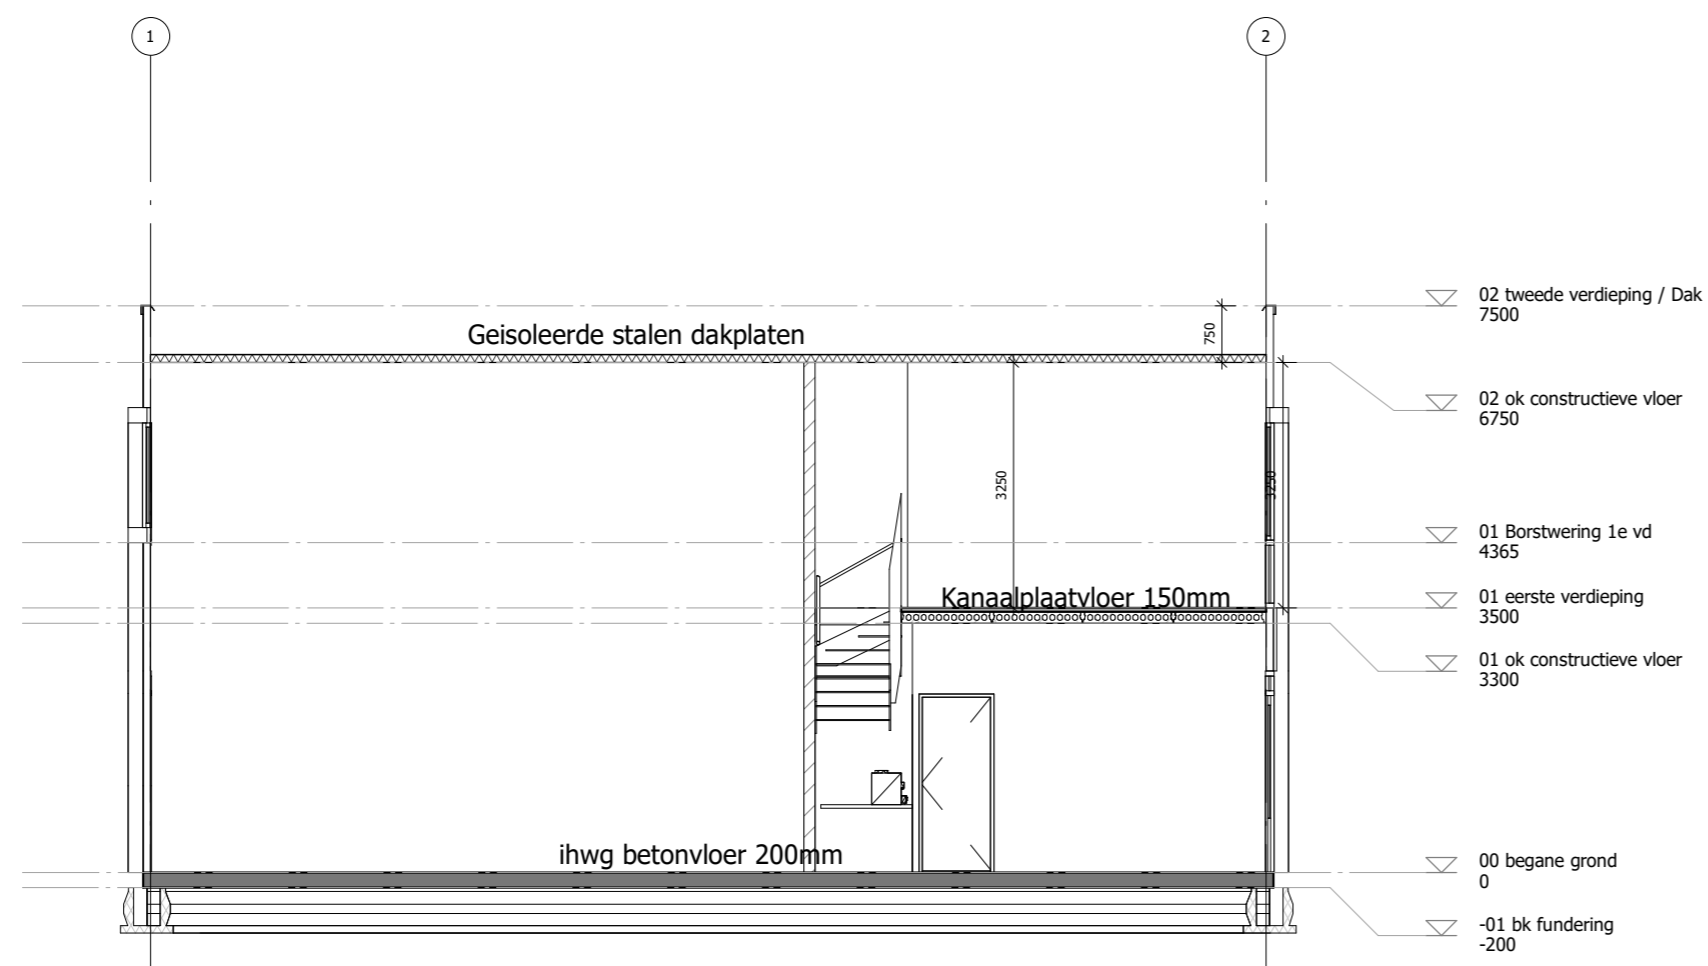 1
2
02 tweede verdieping / Dak
7500
Geisoleerde stalen dakplaten
750
02 ok constructieve vloer
6750
3250
3250
01 Borstwering 1e vd
4365
Kanaalplaatvloer 150mm
01 eerste verdieping
3500
01 ok constructieve vloer
3300
ihwg betonvloer 200mm
00 begane grond
0
-01 bk fundering
-200